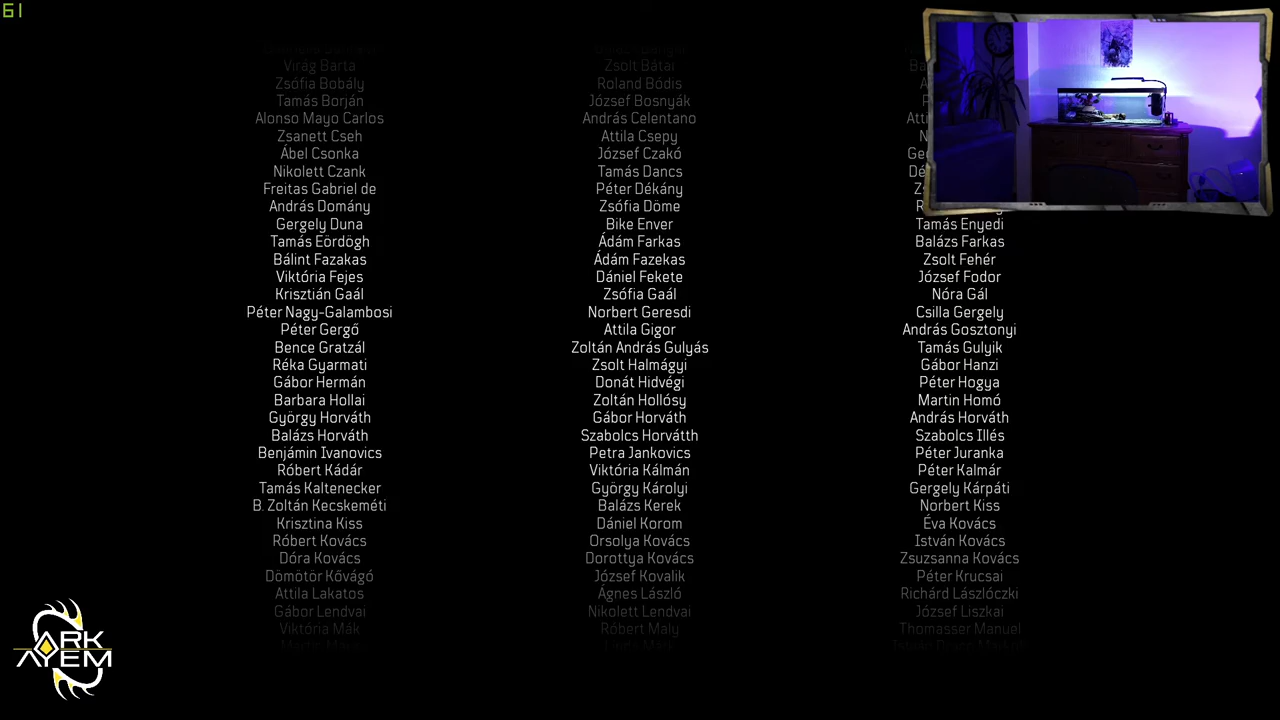 61
Virág Barta
Zsófia Bobály
Tamás Borján
Alonso Mayo Carlos
Zsanett Cseh
Ábel Csonka
Nikolett Czank
Freitas Gabriel de
András Domány
Gergely Duna
Tamás Eördögh
Bálint Fazakas
Viktória Fejes
Krisztián Gaál
Péter Nagy-Galambosi
Péter Gergő
Bence Gratzál
Réka Gyarmati
Gábor Hermán
Barbara Hollai
György Horváth
Balázs Horváth
Benjámin Ivanovics
Róbert Kádár
Tamás Kaltenecker
B. Zoltán Kecskeméti
Krisztina Kiss
Róbert Kovács
Dóra Kovács
Dömötör Kővágó
Attila Lakatos
Gábor Lendvai
Viktória Mák
Zsolt Bátai
Roland Bódis
József Bosnyák
András Celentano
Attila Csepy
József Czakó
Tamás Dancs
Péter Dékány
Zsófia Döme
Bike Enver
Ádám Farkas
Ádám Fazekas
Dániel Fekete
Zsófia Gaál
Norbert Geresdi
Attila Gigor
Zoltán András Gulyás
Zsolt Halmágyi
Donát Hidvégi
Zoltán Hollósy
Gábor Horváth
Szabolcs Horvátth
Petra Jankovics
Viktória Kálmán
György Károlyi
Balázs Kerek
Dániel Korom
Orsolya Kovács
Dorottya Kovács
József Kovalik
Ágnes László
Nikolett Lendvai
Róbert Maly
Tamás Enyedi
Balázs Farkas
Zsolt Fehér
József Fodor
Nóra Gál
Csilla Gergely
András Gosztonyi
Tamás Gulyik
Gábor Hanzi
Péter Hogya
Martin Homó
András Horváth
Szabolcs Illés
Péter Juranka
Péter Kalmár
Gergely Kárpáti
Norbert Kiss
Éva Kovács
István Kovács
Zsuzsanna Kovács
Péter Krucsai
Richárd Lászlóczki
József Liszkai
Thomasser Manuel
ARK
AYEM